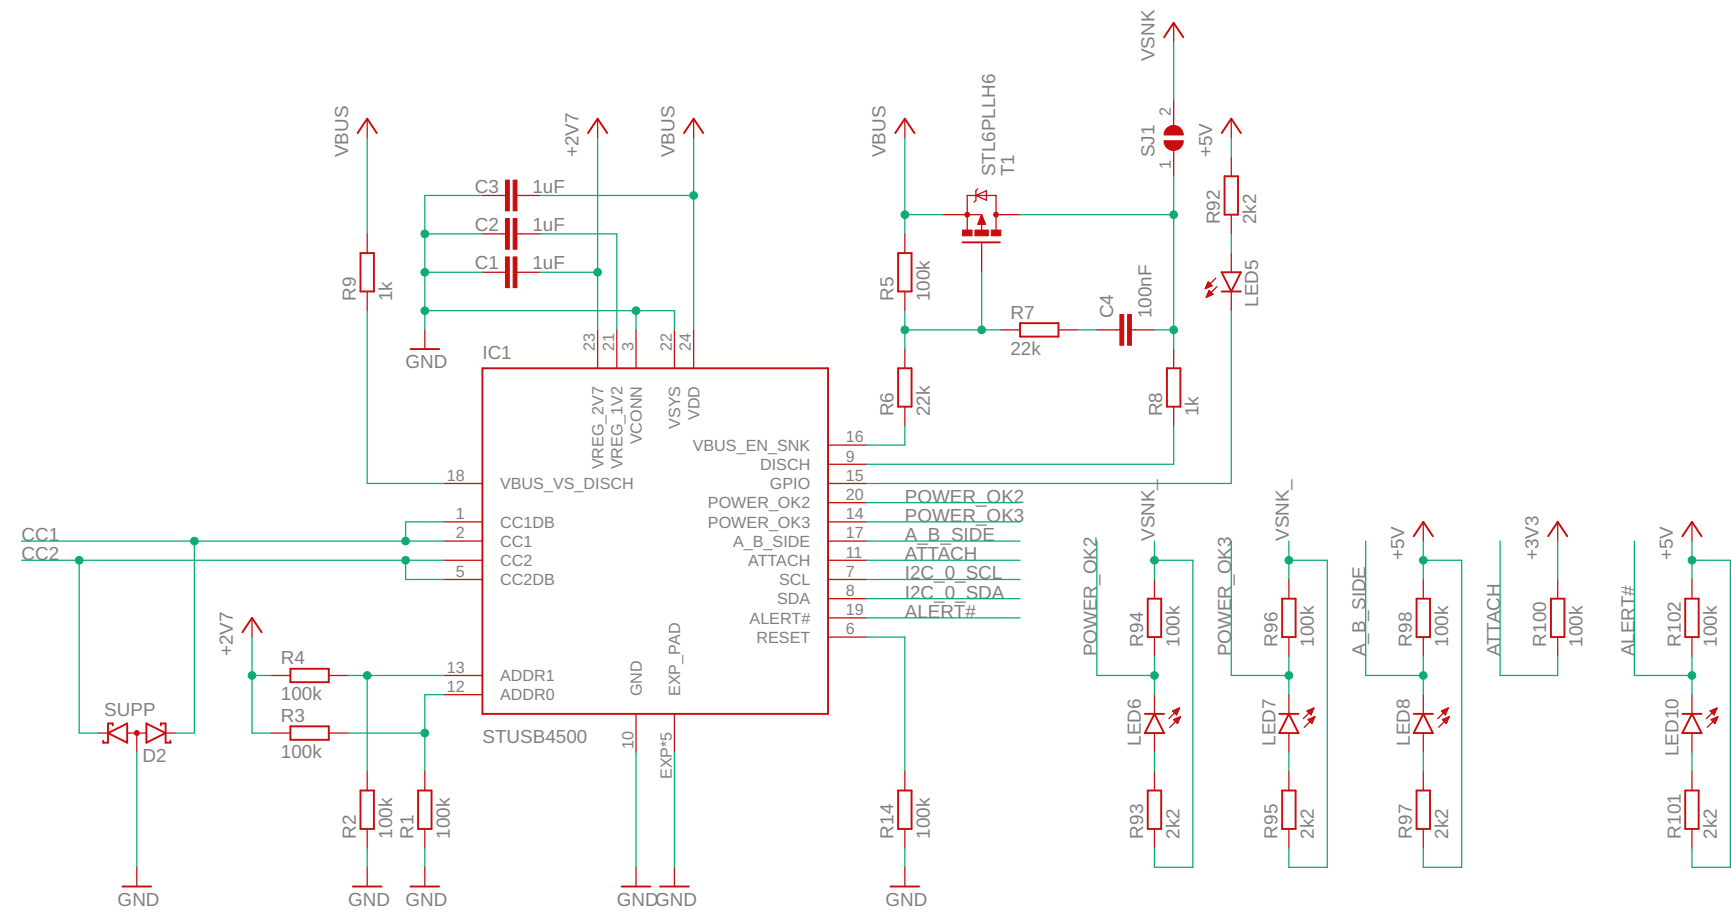 VSNK
SJ1
2
1
VBUS
+2V7
VBUS
VBUS
STL6PLLH6
T1
+5V
R92
2k2
LED5
C3
1uF
C2
1uF
C1
1uF
R9
1k
GND
R5
100k
R7
22k
C4
100nF
R6
22k
R8
1k
IC1
23
21
3
22
24
VREG_2V7
VREG_1V2
VCONN
VSYS
VDD
18
VBUS_VS_DISCH
1
CC1DB
2
CC1
CC2
5
CC2DB
13
ADDR1
12
ADDR0
VBUS_EN_SNK
16
DISCH
9
GPIO
15
POWER_OK2
20
POWER_OK2
POWER_OK3
14
POWER_OK3
A_B_SIDE
17
A_B_SIDE
ATTACH
11
ATTACH
SCL
7
I2C_0_SCL
SDA
8
I2C_0_SDA
ALERT#
19
ALERT#
RESET
6
GND
EXP_PAD
10
EXP*5
STUSB4500
CC1
CC2
+2V7
R4
100k
R3
100k
SUPP
D2
R2
100k
R1
100k
R14
100k
GND
GND
GND
GND
GND
GND
POWER_OK2
VSNK_
R94
100k
LED6
R93
2k2
POWER_OK3
VSNK_
R96
100k
LED7
R95
2k2
A_B_SIDE
+5V
R98
100k
LED8
R97
2k2
ATTACH
+3V3
R100
100k
ALERT#
+5V
R102
100k
LED10
R101
2k2